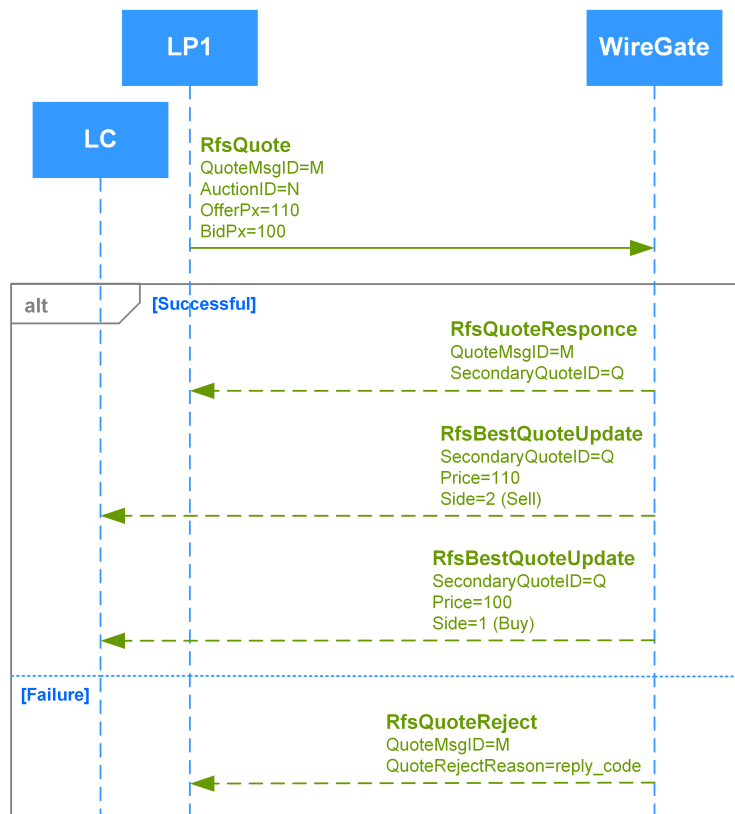 LP1
WireGate
LC
RfsQuote
QuoteMsgID=M
AuctionID=N
OfferPx=110
BidPx=100
alt
[Successful]
RfsQuoteResponce
QuoteMsgID=M
SecondaryQuoteID=Q
RfsBestQuoteUpdate
SecondaryQuoteID=Q
Price=110
Side=2 (Sell)
RfsBestQuoteUpdate
SecondaryQuoteID=Q
Price=100
Side=1 (Buy)
[Failure]
RfsQuoteReject
QuoteMsgID=M
QuoteRejectReason=reply_code